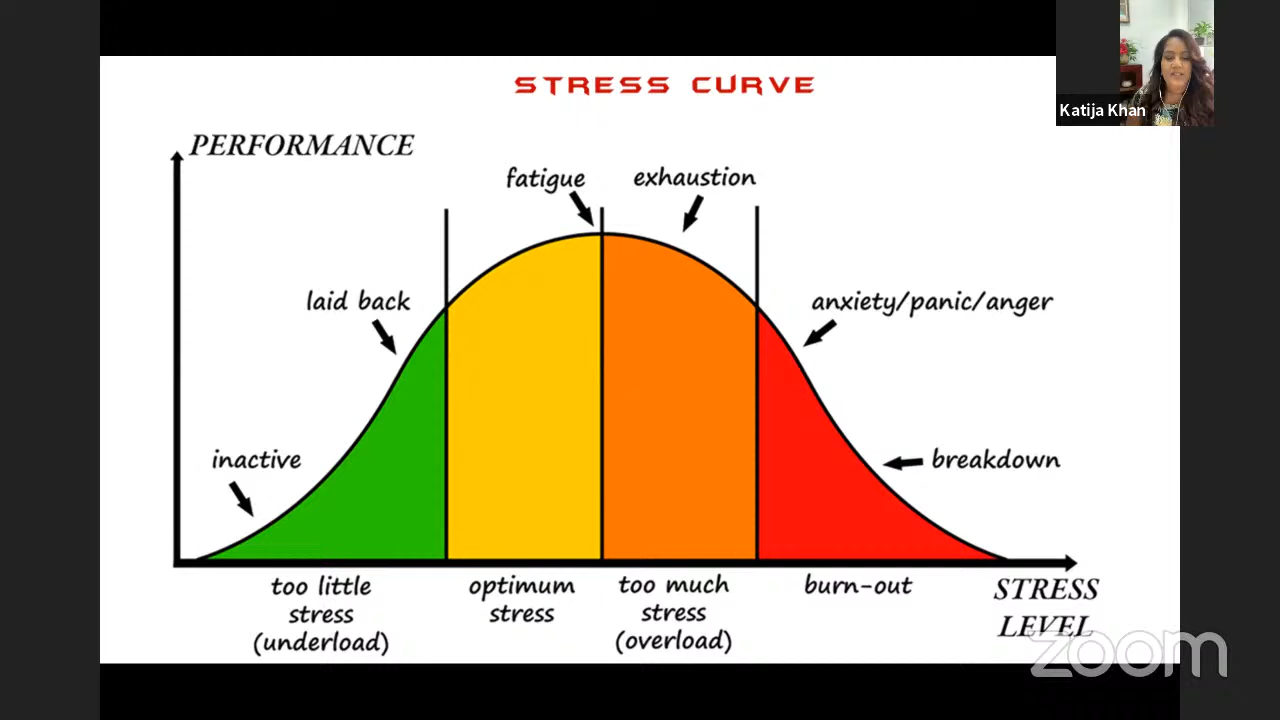 STRESS CURVE
Katija Khan
PERFORMANCE
fatigue
exhaustion
laid back
anxiety/panic/anger
inactive
breakdown
too little
stress
(underload)
optimum
stress
too much
stress
(overload)
burn-out
STRESS
LEVEL
zoom